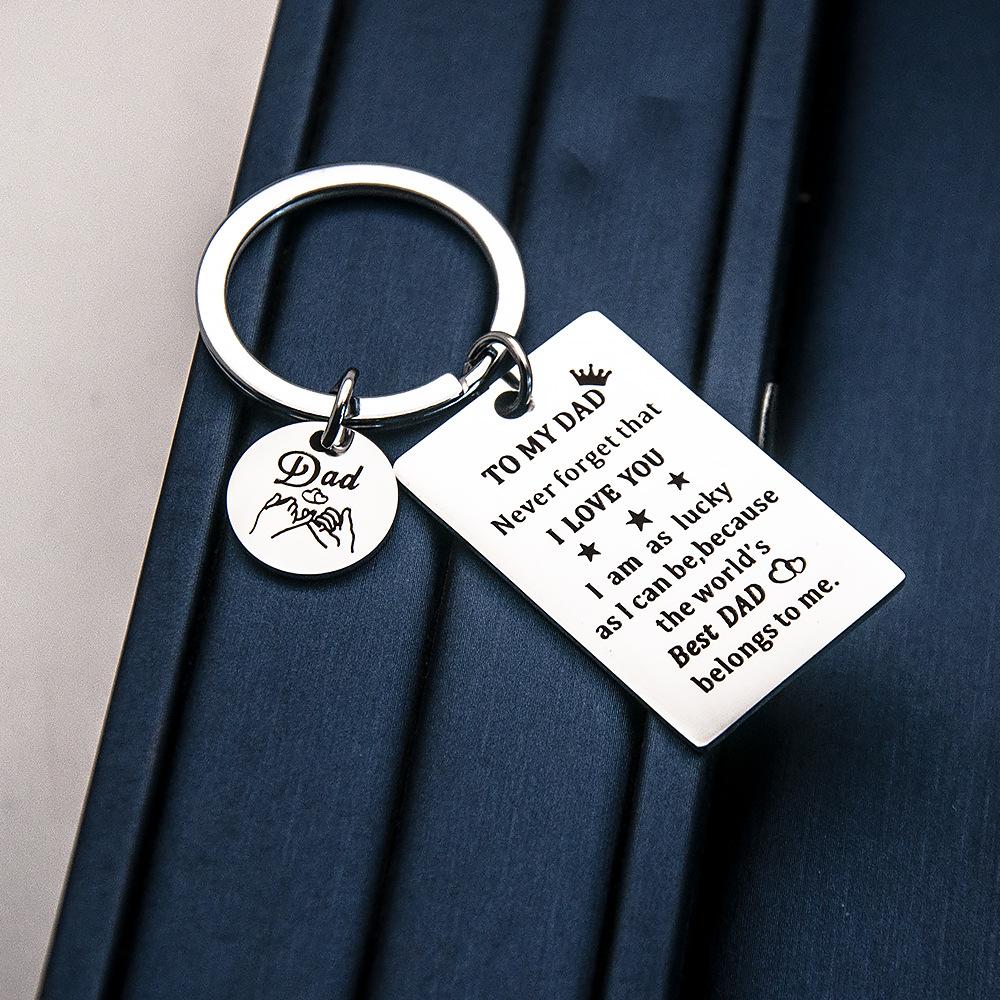 Dad
TO MY DAD
Never forget that
I LOVE YOU
I am as lucky
as I can be,because
the world's
Best DAD
belongs to me.